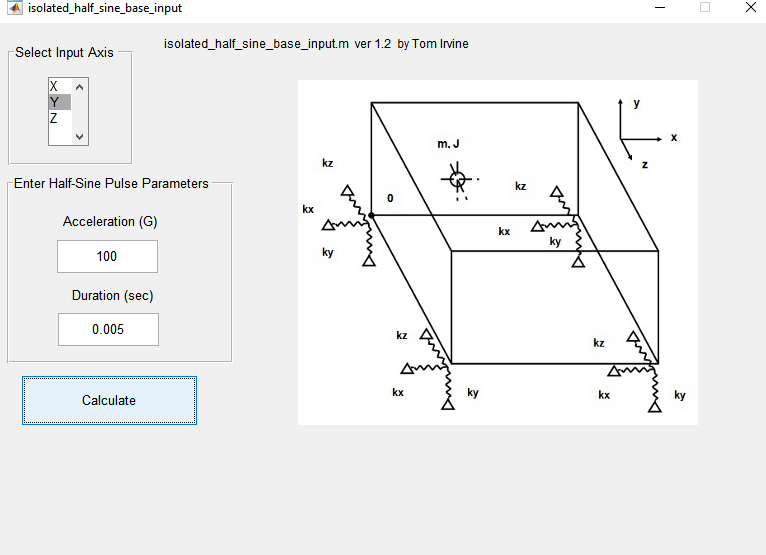 isolated_half_sine_base_input
isolated_half_sine_base_input.m ver 1.2 by Tom Irvine
Select Input Axis
X
Y
Z
Enter Half-Sine Pulse Parameters
Acceleration (G)
100
Duration (sec)
0.005
Calculate
y
x
z
m, J
0
kz
kx
ky
kz
kx
ky
kz
kx
ky
kz
kx
ky